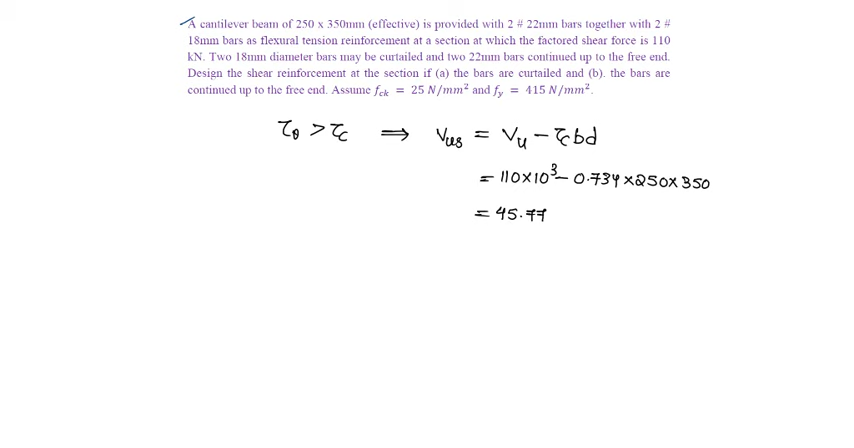 A cantilever beam of 250 x 350mm (effective) is provided with 2 # 22mm bars together with 2 #
18mm bars as flexural tension reinforcement at a section at which the factored shear force is 110
kN. Two 18mm diameter bars may be curtailed and two 22mm bars continued up to the free end.
Design the shear reinforcement at the section if (a) the bars are curtailed and (b). the bars are
continued up to the free end. Assume f_ck = 25 N/mm² and f_y = 415 N/mm².
τ_v > τ_c ⟹ V_us = V_u − τ_c bd
= 110×10³ − 0.734×250×350
= 45.77